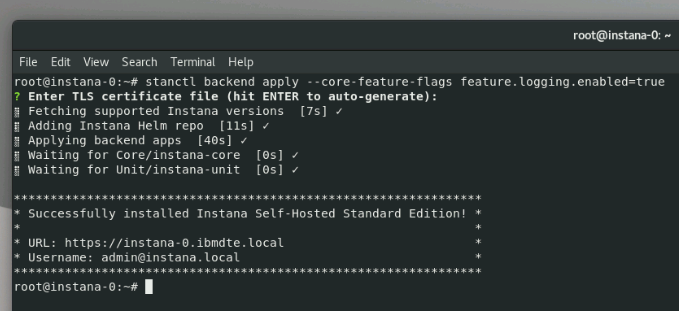 root@instana-0: ~
File Edit View Search Terminal Help
root@instana-0:~# stanctl backend apply --core-feature-flags feature.logging.enabled=true
? Enter TLS certificate file (hit ENTER to auto-generate):
Fetching supported Instana versions [7s] ✓
Adding Instana Helm repo [11s] ✓
Applying backend apps [40s] ✓
Waiting for Core/instana-core [0s] ✓
Waiting for Unit/instana-unit [0s] ✓
****************************************************************
* Successfully installed Instana Self-Hosted Standard Edition! *
* *
* URL: https://instana-0.ibmdte.local *
* Username: admin@instana.local *
****************************************************************
root@instana-0:~#